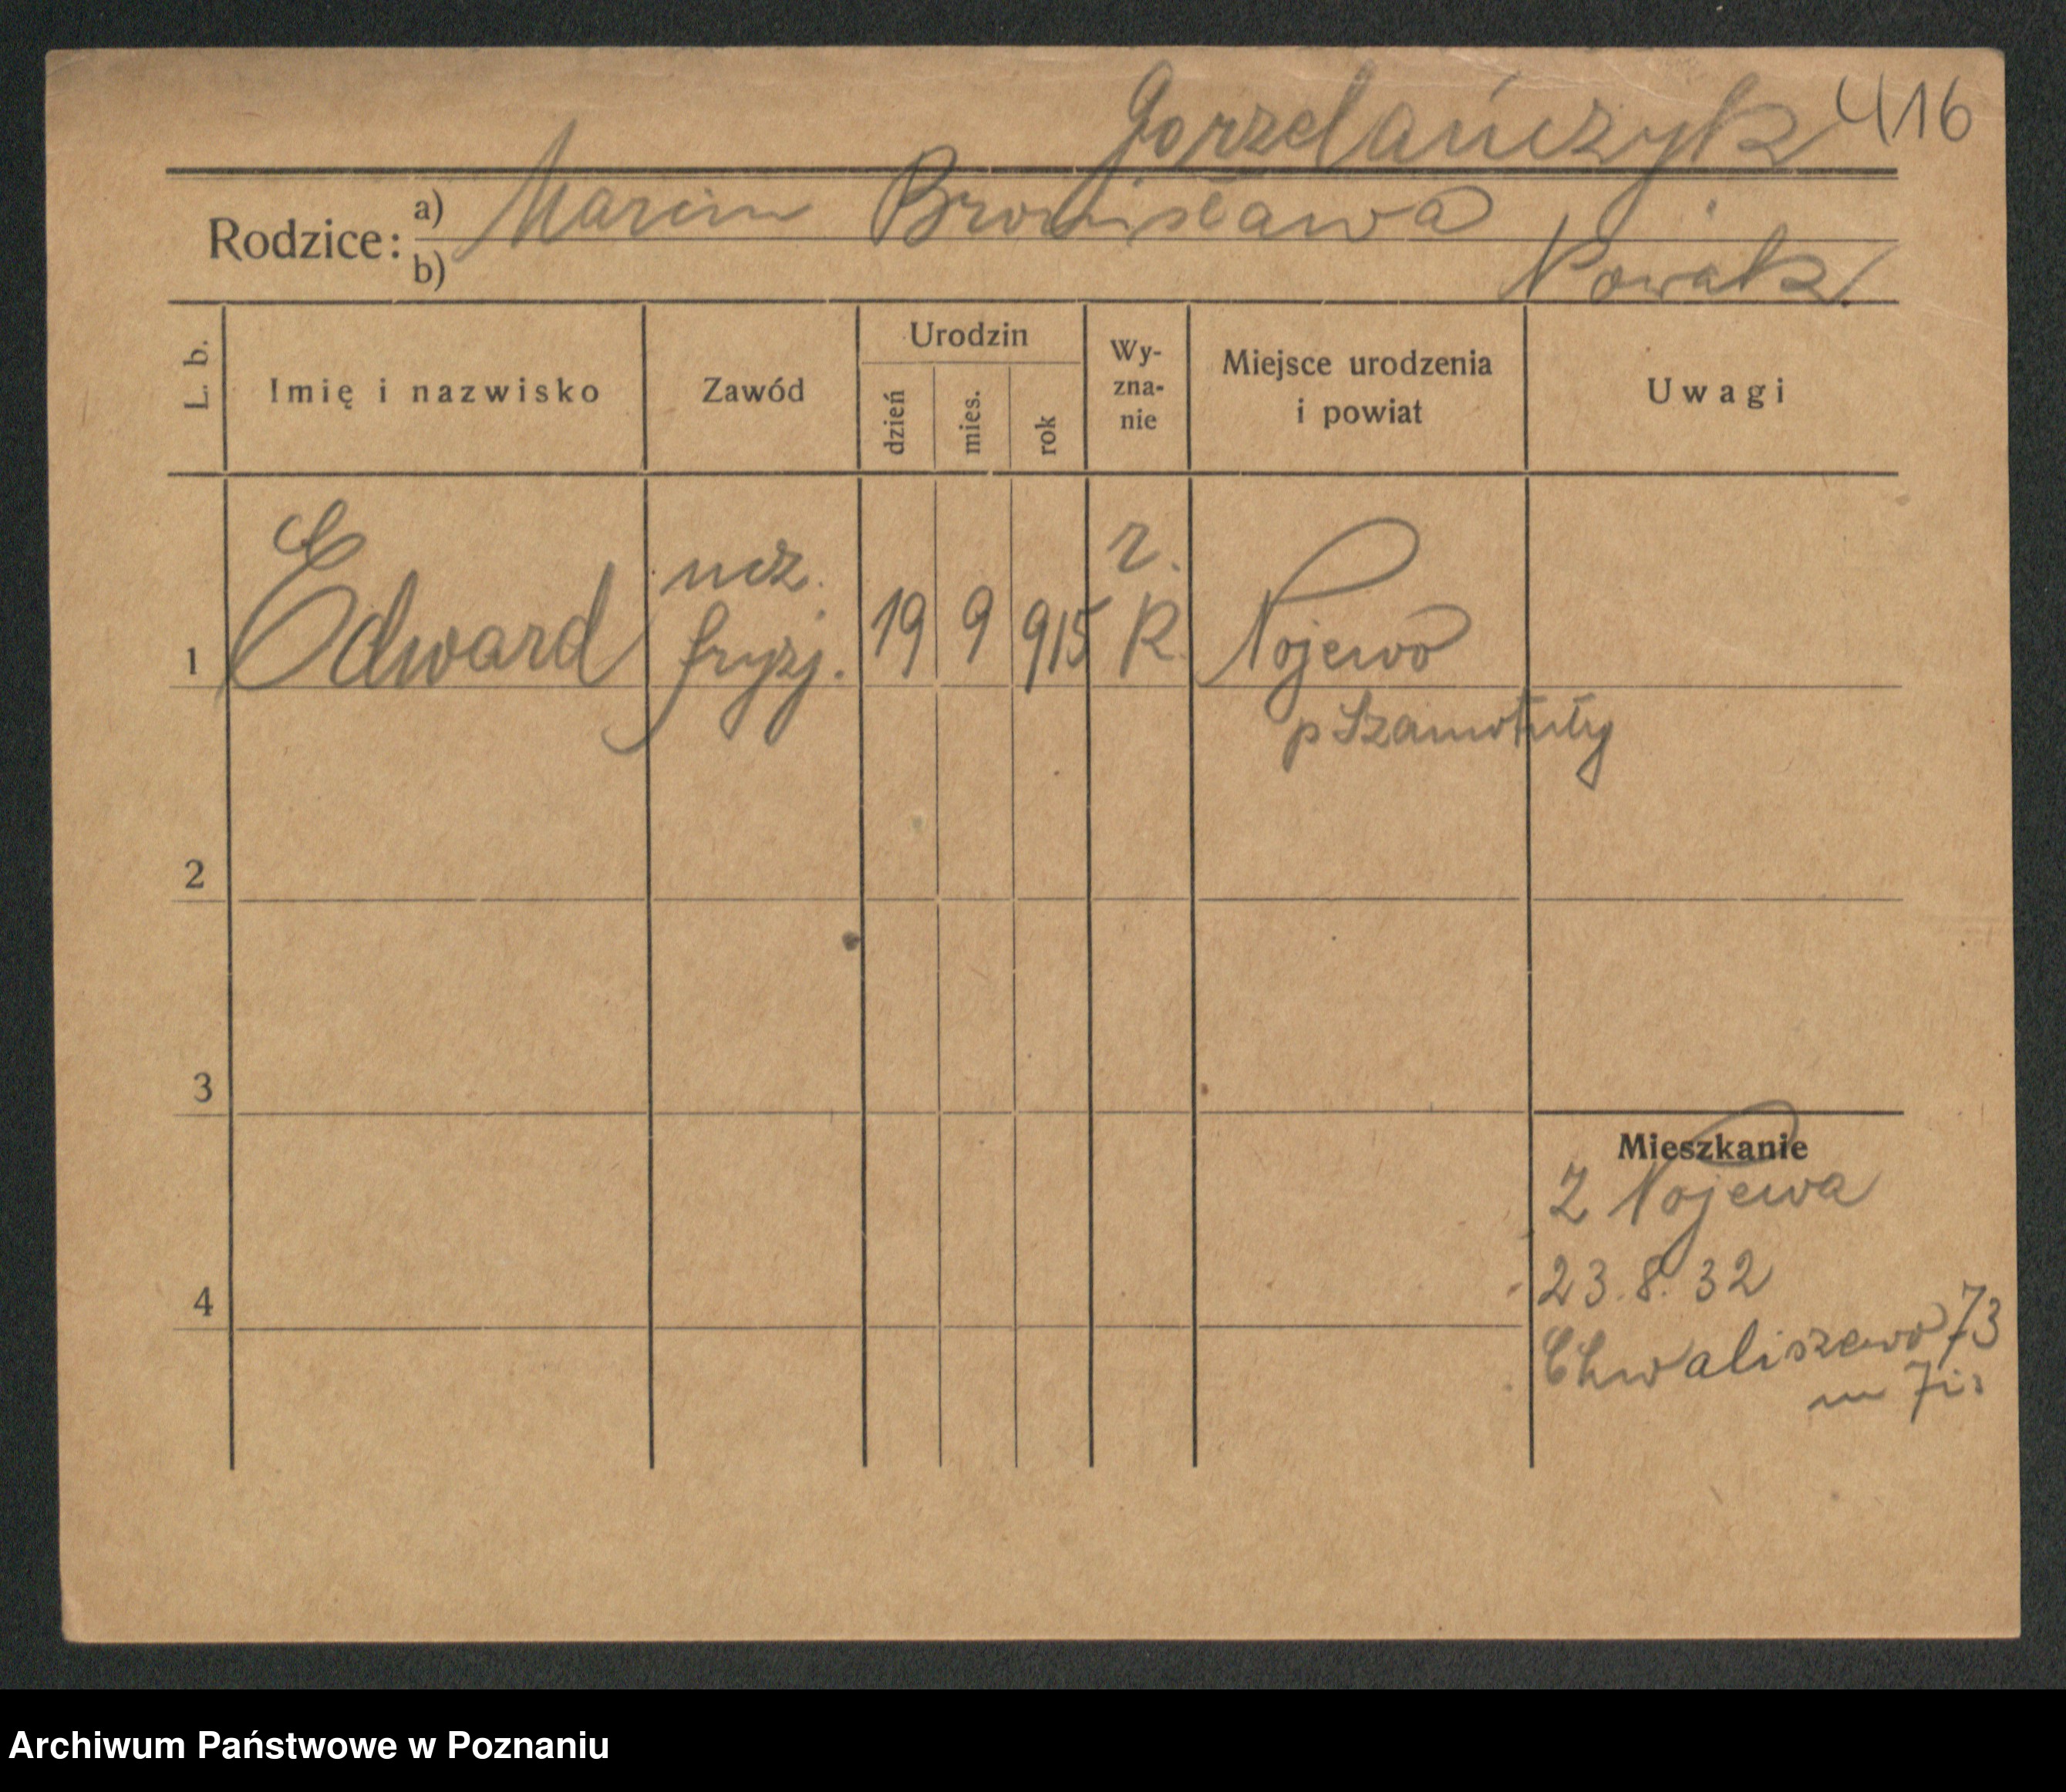 Gorzelańczyk 416
Rodzice: a) Marcin Bronisława
b) Nowak
L. b. Imię i nazwisko Zawód Urodzin dzień mies. rok Wy-zna-nie Miejsce urodzenia i powiat Uwagi
ucz. r.
1 Edward fryzj. 19 9 915 R. Nojewo
p Szamotuły
2
3
Mieszkanie
Z Nojewa
23.8.32
4
Chwaliszewo 73
m 7
Archiwum Państwowe w Poznaniu